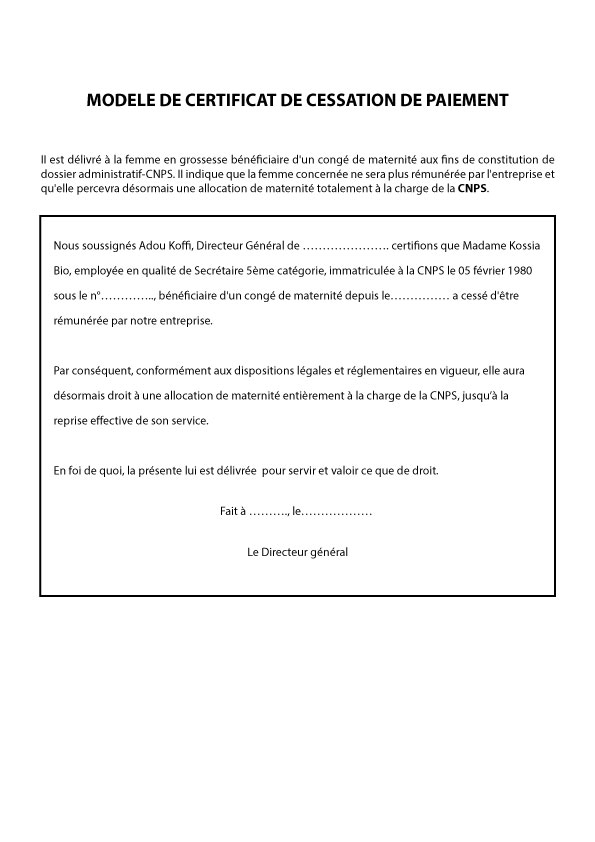 MODELE DE CERTIFICAT DE CESSATION DE PAIEMENT
Il est délivré à la femme en grossesse bénéficiaire d'un congé de maternité aux fins de constitution de
dossier administratif-CNPS. Il indique que la femme concernée ne sera plus rémunérée par l'entreprise et
qu'elle percevra désormais une allocation de maternité totalement à la charge de la CNPS.
Nous soussignés Adou Koffi, Directeur Général de …………………. certifions que Madame Kossia
Bio, employée en qualité de Secrétaire 5ème catégorie, immatriculée à la CNPS le 05 février 1980
sous le n°………….., bénéficiaire d'un congé de maternité depuis le…………… a cessé d'être
rémunérée par notre entreprise.
Par conséquent, conformément aux dispositions légales et réglementaires en vigueur, elle aura
désormais droit à une allocation de maternité entièrement à la charge de la CNPS, jusqu'à la
reprise effective de son service.
En foi de quoi, la présente lui est délivrée  pour servir et valoir ce que de droit.
Fait à ………., le………………
Le Directeur général